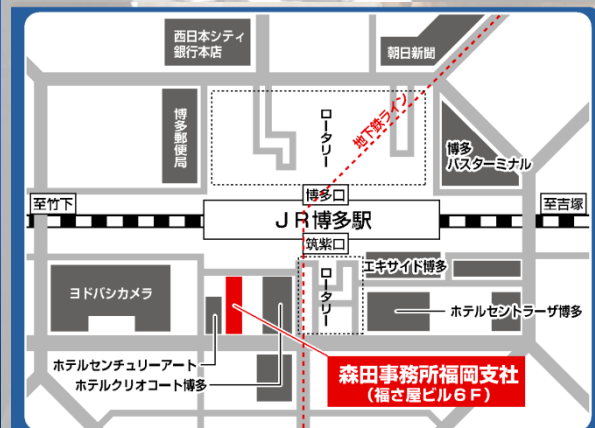 西日本シティ
銀行本店
朝日新聞
博多郵便局
ロータリー
地下鉄ライン
博多
バスターミナル
博多口
至竹下
JR博多駅
至吉塚
筑紫口
ヨドバシカメラ
ロータリー
エキサイド博多
ホテルセントラーザ博多
ホテルセンチュリーアート
ホテルクリオコート博多
森田事務所福岡支社
(福さ屋ビル6F)